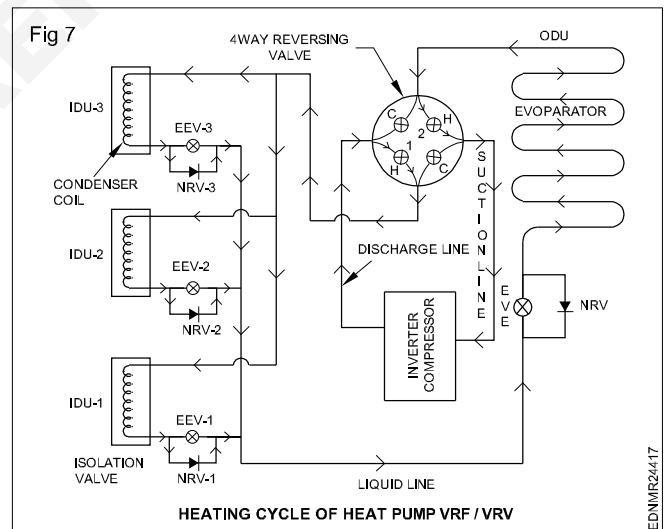 Fig 7
4WAY REVERSING
VALVE
ODU
IDU-3
EEV-3
NRV-3
CONDENSER
COIL
C
H
2
1
H
C
EVOPARATOR
SUCTIONLINE
IDU-2
EEV-2
NRV-2
DISCHARGE LINE
INVERTER
COMPRESSOR
EVE
NRV
IDU-1
EEV-1
NRV-1
ISOLATION
VALVE
LIQUID LINE
HEATING CYCLE OF HEAT PUMP VRF / VRV
EDNMR24417